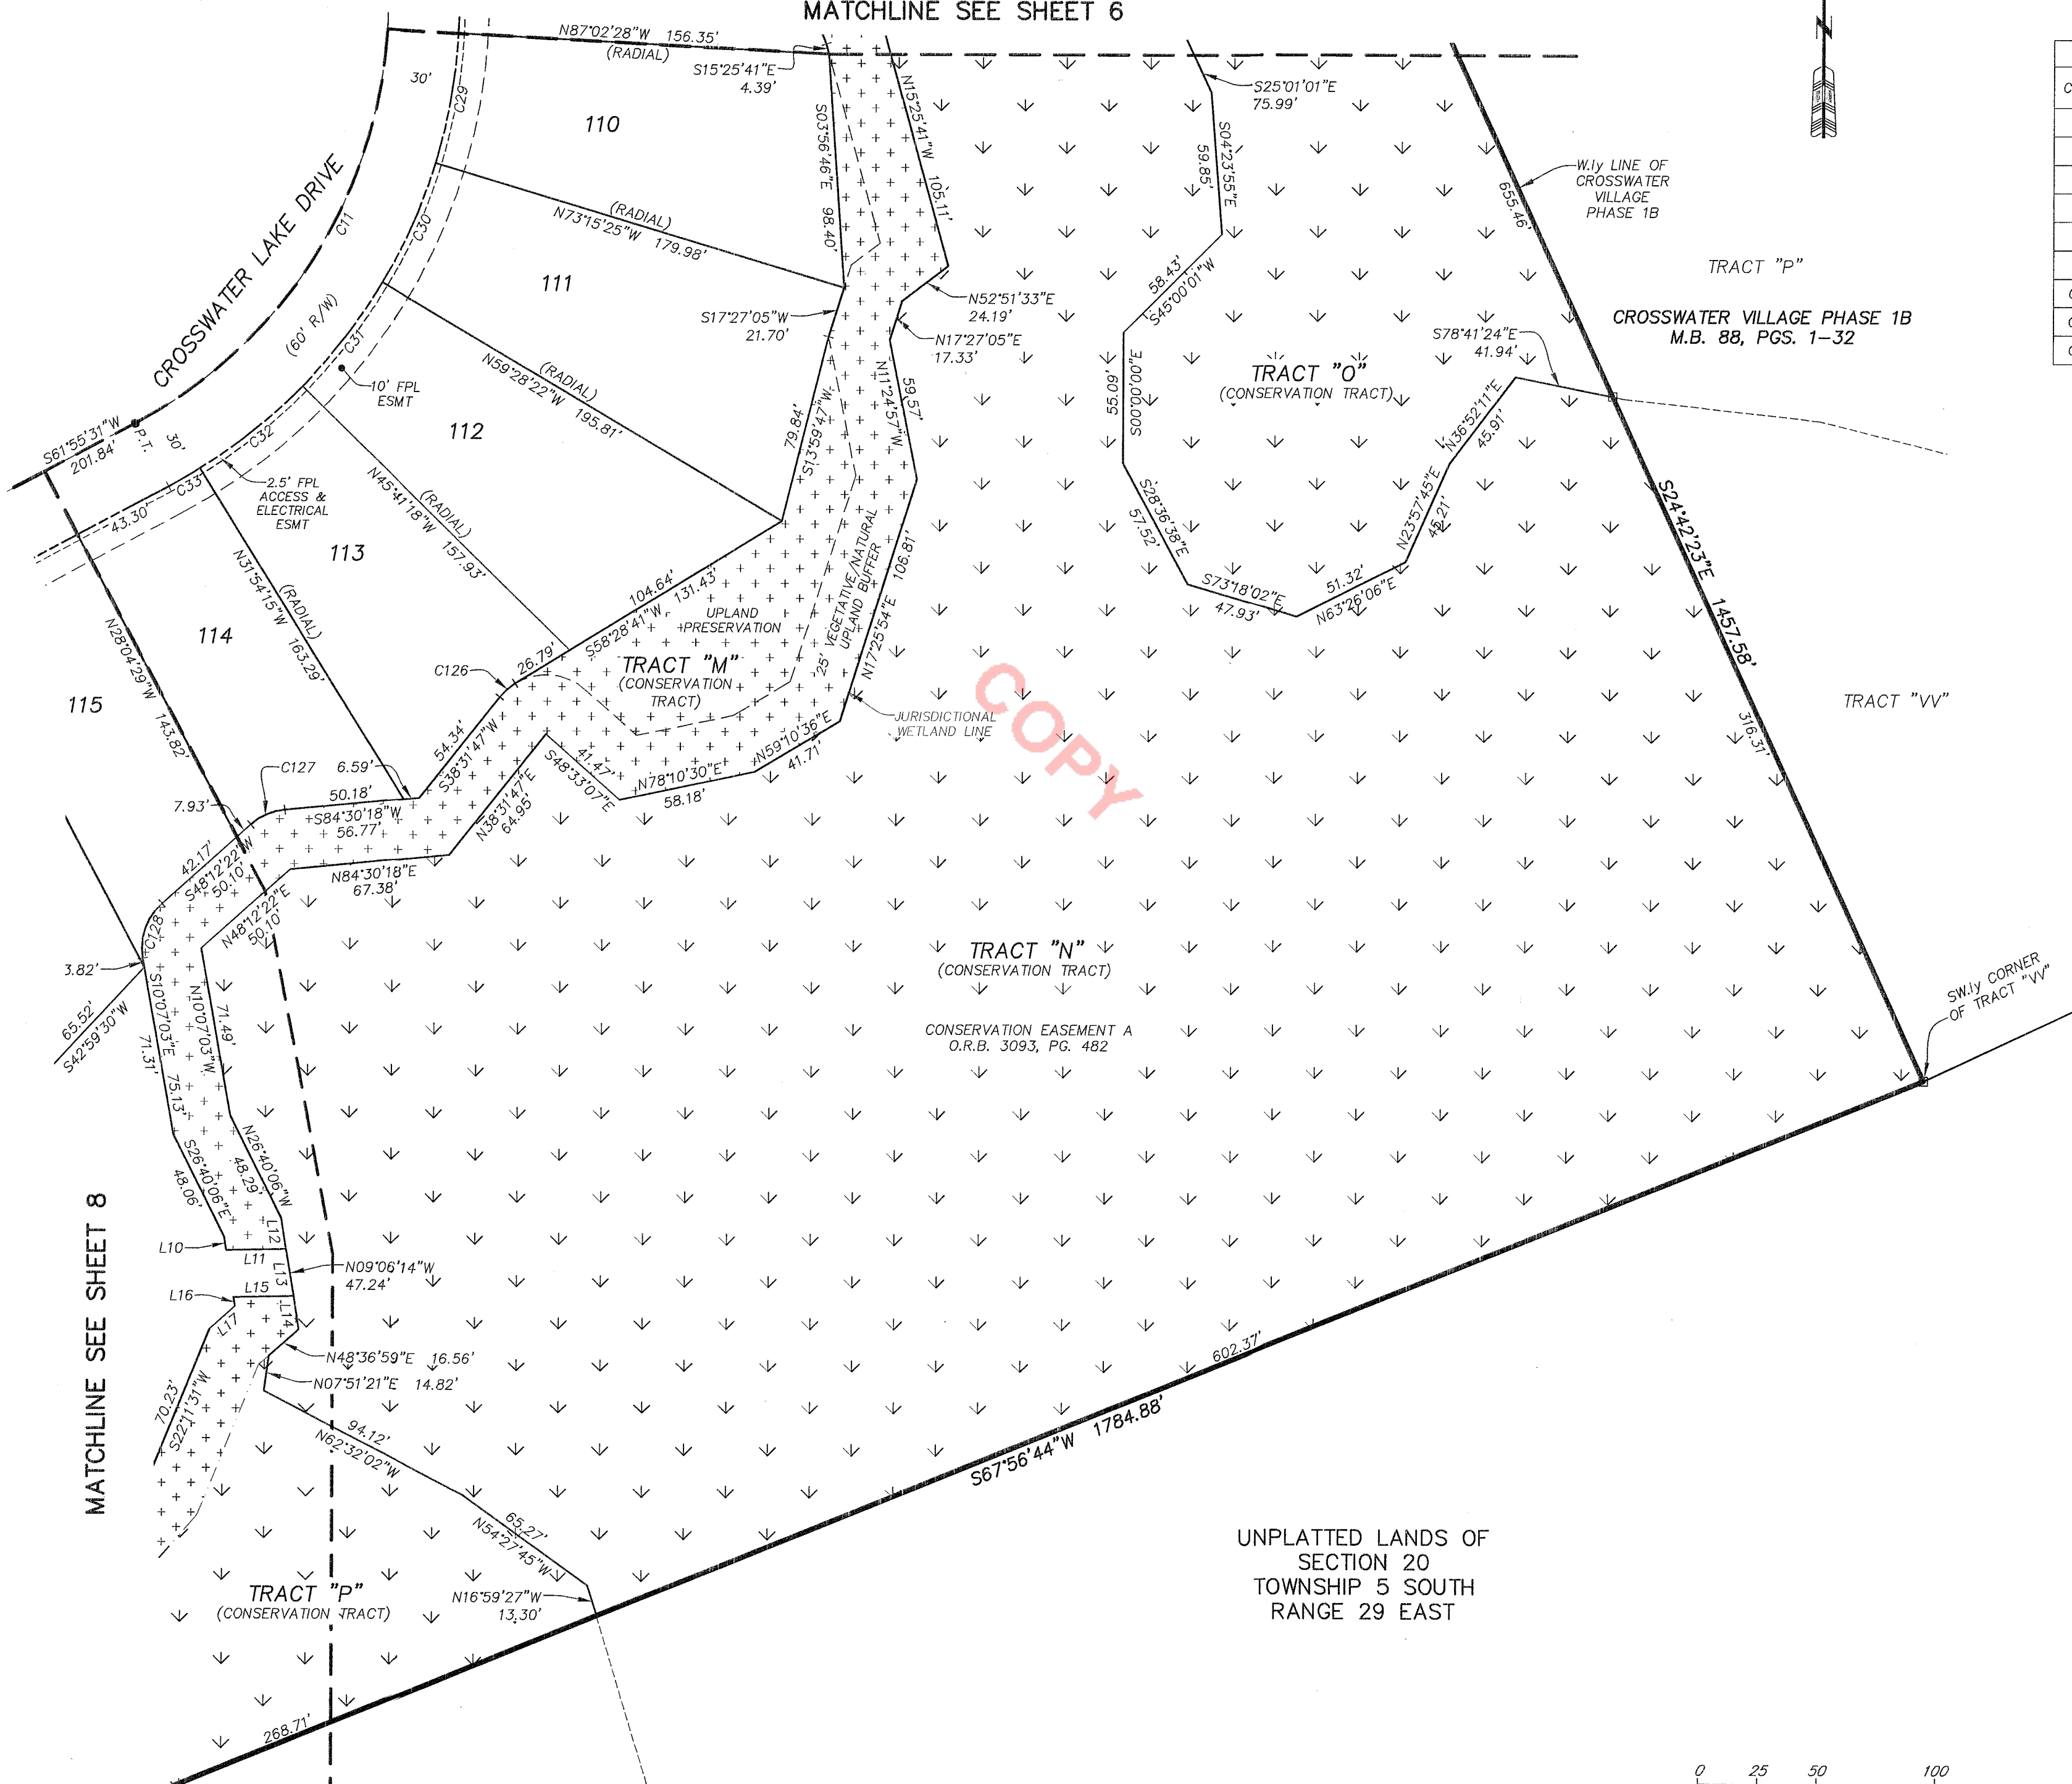 MATCHLINE SEE SHEET 6
N87°02'28"W 156.35'
(RADIAL)
S15°25'41"E
4.39'
30'
C29
110
S03°56'46"E 98.40'
N15°25'41"W 105.11'
S25°01'01"E
75.99'
S04°23'55"E
59.85'
N
W.ly LINE OF
CROSSWATER
VILLAGE
PHASE 1B
655.46'
TRACT "P"
CROSSWATER VILLAGE PHASE 1B
M.B. 88, PGS. 1-32
CROSSWATER LAKE DRIVE
C11
C30
(RADIAL)
N73°15'25"W 179.98'
111
(60' R/W)
C31
10' FPL
ESMT
S17°27'05"W
21.70'
N52°51'33"E
24.19'
N17°27'05"E
17.33'
58.43'
S45°00'01"W
S78°41'24"E
41.94'
TRACT "O"
(CONSERVATION TRACT)
55.09'
S00°00'00"E
(RADIAL)
N59°28'22"W 195.81'
N11°24'57"W
59.57'
79.84'
S13°59'47"W
N36°52'11"E
45.91'
S61°55'31"W
201.84'
P.T.
30'
C32
C33
43.30'
112
2.5' FPL
ACCESS &
ELECTRICAL
ESMT
(RADIAL)
N45°41'18"W 157.93'
113
S28°36'38"E
57.52'
N23°57'45"E
45.21'
S73°18'02"E
47.93'
51.32'
N63°26'06"E
S24°42'23"E 1457.58'
25' VEGETATIVE/NATURAL
UPLAND BUFFER
106.81'
N17°25'54"E
104.64'
S58°28'41"W 131.43'
UPLAND
PRESERVATION
TRACT "M"
(CONSERVATION
TRACT)
26.79'
C126
N31°54'15"W 163.29'
(RADIAL)
114
N28°04'29"W 143.82'
115
TRACT "VV"
316.31'
JURISDICTIONAL
WETLAND LINE
COPY
54.34'
S38°31'47"W
N59°10'36"E
41.71'
41.47'
S48°33'07"E
N78°10'30"E
58.18'
N38°31'47"E
64.95'
C127
6.59'
50.18'
S84°30'18"W
56.77'
7.93'
42.17'
S48°12'22"W
50.10'
N84°30'18"E
67.38'
N48°12'22"E
50.10'
C128
3.82'
65.52'
S42°59'30"W
S10°07'03"E 75.13'
71.31'
N10°07'03"W
71.49'
TRACT "N"
(CONSERVATION TRACT)
CONSERVATION EASEMENT A
O.R.B. 3093, PG. 482
SW.ly CORNER
OF TRACT "VV"
N26°40'06"W
48.29'
S26°40'06"E
48.06'
MATCHLINE SEE SHEET 8
L10
L11
L12
L13
N09°06'14"W
47.24'
L15
L16
L14
L17
N48°36'59"E 16.56'
N07°51'21"E 14.82'
70.23'
S22°11'31"W
602.37'
S67°56'44"W 1784.88'
94.12'
N62°32'02"W
65.27'
N54°27'45"W
N16°59'27"W
13.30'
TRACT "P"
(CONSERVATION TRACT)
UNPLATTED LANDS OF
SECTION 20
TOWNSHIP 5 SOUTH
RANGE 29 EAST
268.71'
0 25 50 100